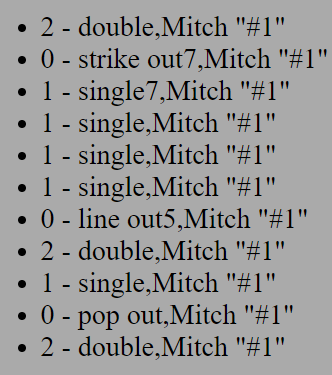 2 - double,Mitch "#1"
0 - strike out7,Mitch "#1"
1 - single7,Mitch "#1"
1 - single,Mitch "#1"
1 - single,Mitch "#1"
1 - single,Mitch "#1"
0 - line out5,Mitch "#1"
2 - double,Mitch "#1"
1 - single,Mitch "#1"
0 - pop out,Mitch "#1"
2 - double,Mitch "#1"